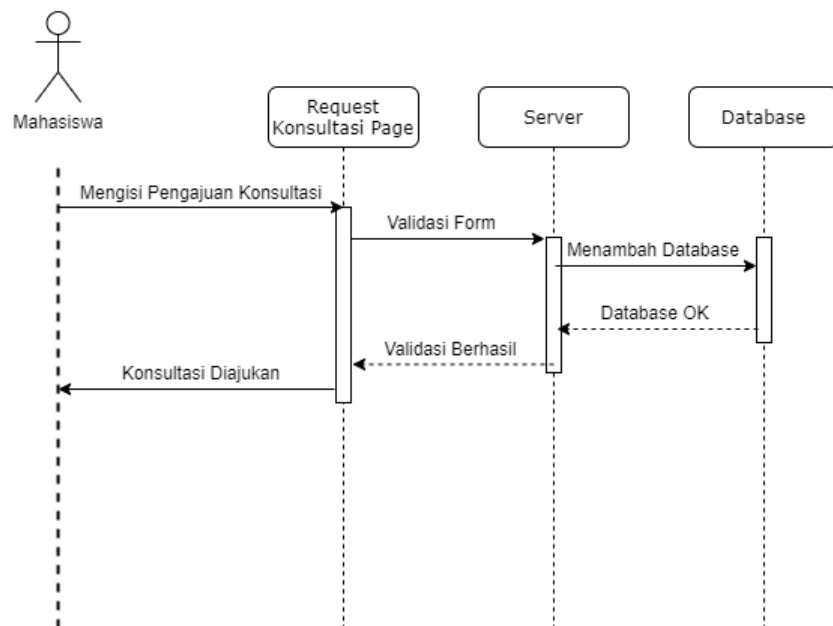 Mahasiswa
Request
Konsultasi Page
Server
Database
Mengisi Pengajuan Konsultasi
Validasi Form
Menambah Database
Database OK
Validasi Berhasil
Konsultasi Diajukan